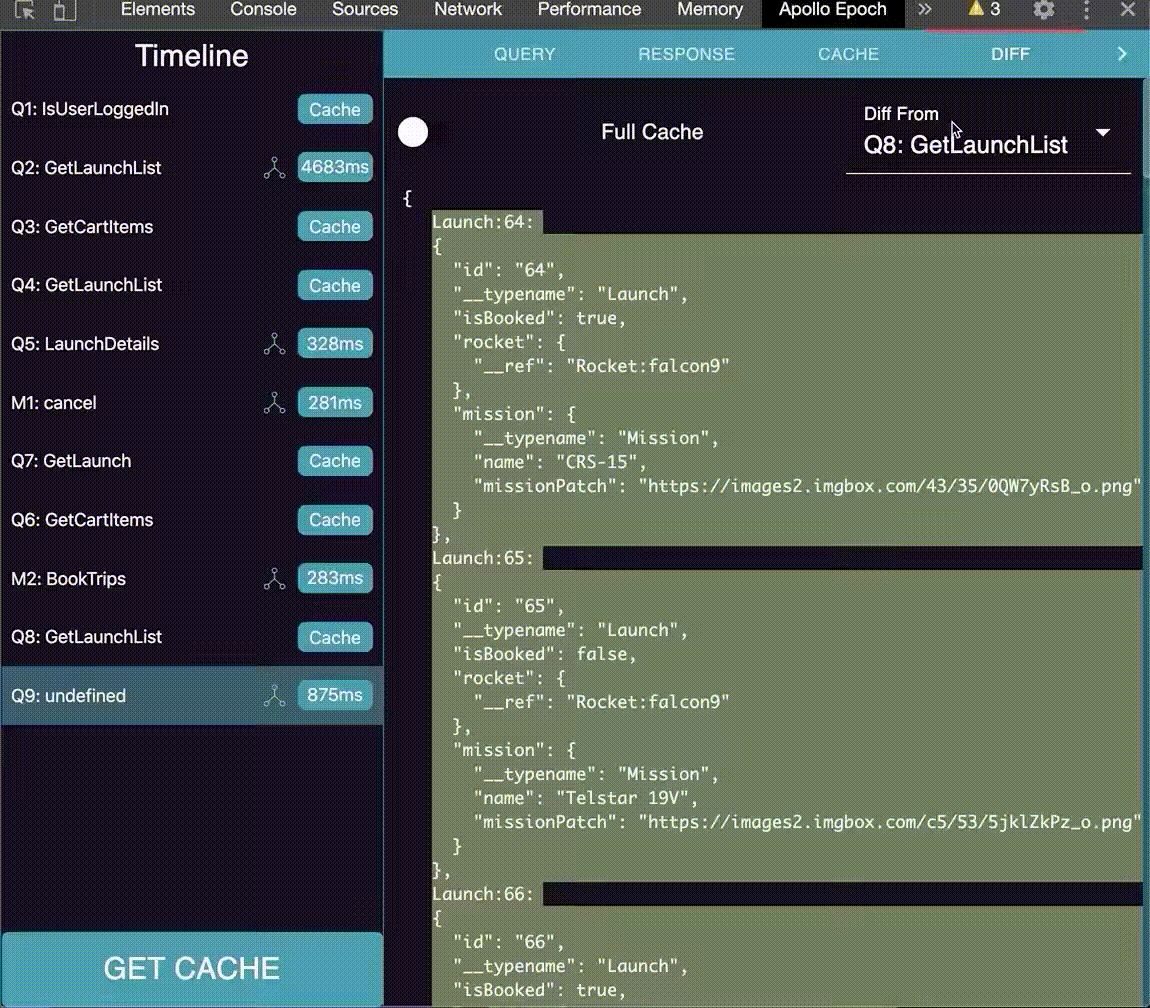 Elements Console Sources Network Performance Memory Apollo Epoch » 3
Timeline
Q1: IsUserLoggedIn Cache
Q2: GetLaunchList 4683ms
Q3: GetCartItems Cache
Q4: GetLaunchList Cache
Q5: LaunchDetails 328ms
M1: cancel 281ms
Q7: GetLaunch Cache
Q6: GetCartItems Cache
M2: BookTrips 283ms
Q8: GetLaunchList Cache
Q9: undefined 875ms
GET CACHE
QUERY RESPONSE CACHE DIFF
Full Cache
Diff From
Q8: GetLaunchList
{
Launch:64:
{
"id": "64",
"__typename": "Launch",
"isBooked": true,
"rocket": {
"__ref": "Rocket:falcon9"
},
"mission": {
"__typename": "Mission",
"name": "CRS-15",
"missionPatch": "https://images2.imgbox.com/43/35/0QW7yRsB_o.png"
}
},
Launch:65:
{
"id": "65",
"__typename": "Launch",
"isBooked": false,
"rocket": {
"__ref": "Rocket:falcon9"
},
"mission": {
"__typename": "Mission",
"name": "Telstar 19V",
"missionPatch": "https://images2.imgbox.com/c5/53/5jklZkPz_o.png"
}
},
Launch:66:
{
"id": "66",
"__typename": "Launch",
"isBooked": true,